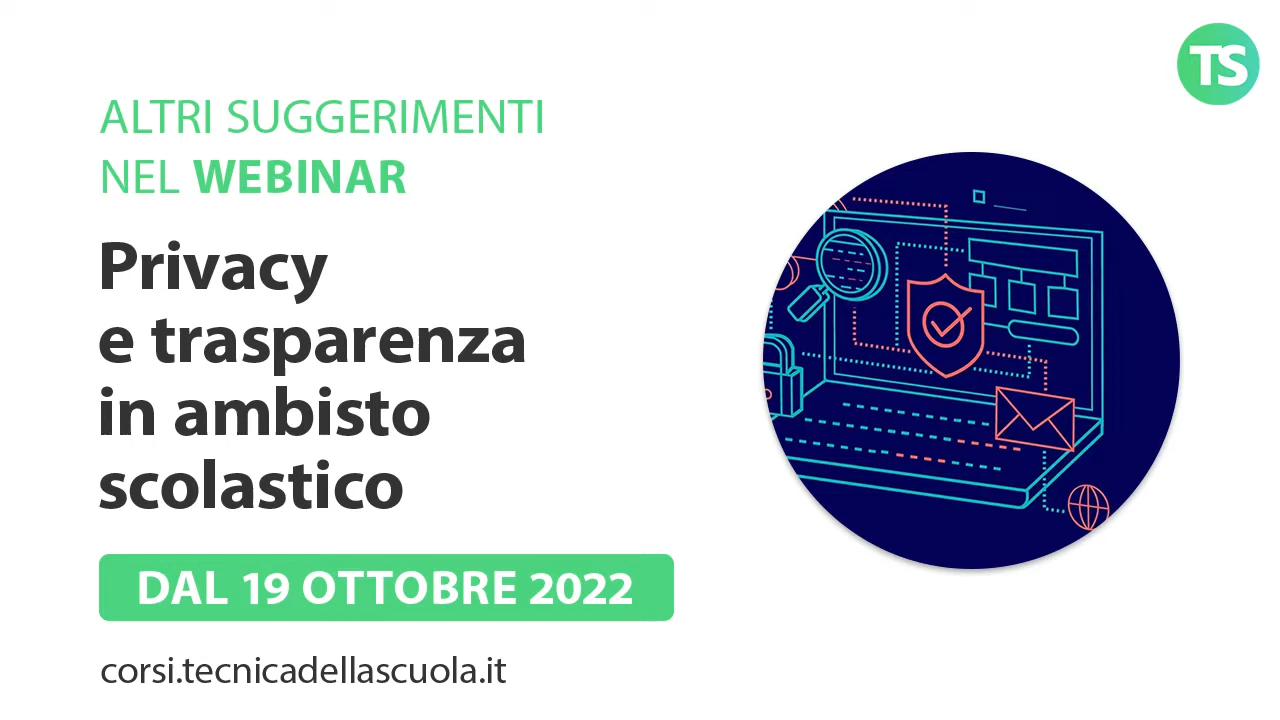 TS
ALTRI SUGGERIMENTI
NEL WEBINAR
Privacy
e trasparenza
in ambisto
scolastico
DAL 19 OTTOBRE 2022
corsi.tecnicadellascuola.it